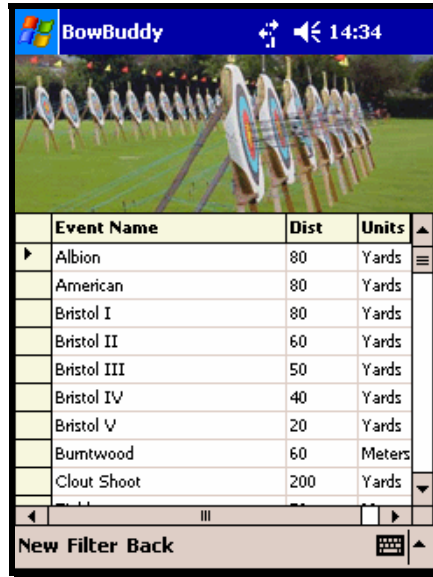 BowBuddy 14:34
Event Name Dist Units
Albion 80 Yards
American 80 Yards
Bristol I 80 Yards
Bristol II 60 Yards
Bristol III 50 Yards
Bristol IV 40 Yards
Bristol V 20 Yards
Burntwood 60 Meters
Clout Shoot 200 Yards
New Filter Back